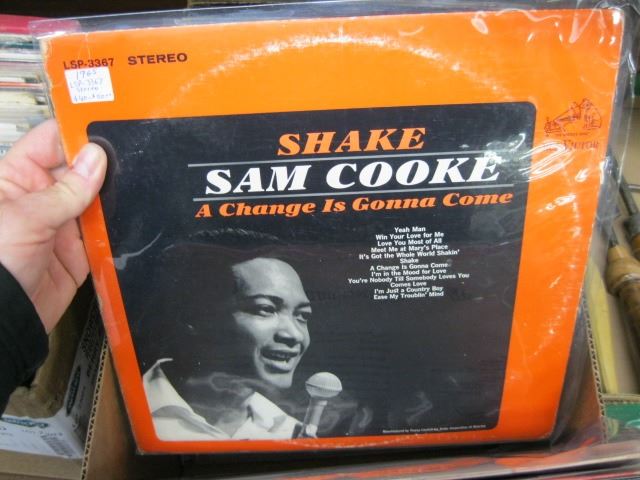 LSP-3367 STEREO
1965
LSP-3367
Stereo
SHAKE
SAM COOKE
A Change Is Gonna Come
Yeah Man
Win Your Love for Me
Love You Most of All
Meet Me at Mary's Place
It's Got the Whole World Shakin'
Shake
A Change Is Gonna Come
I'm in the Mood for Love
You're Nobody Till Somebody Loves You
Comes Love
I'm Just a Country Boy
Ease My Troublin' Mind